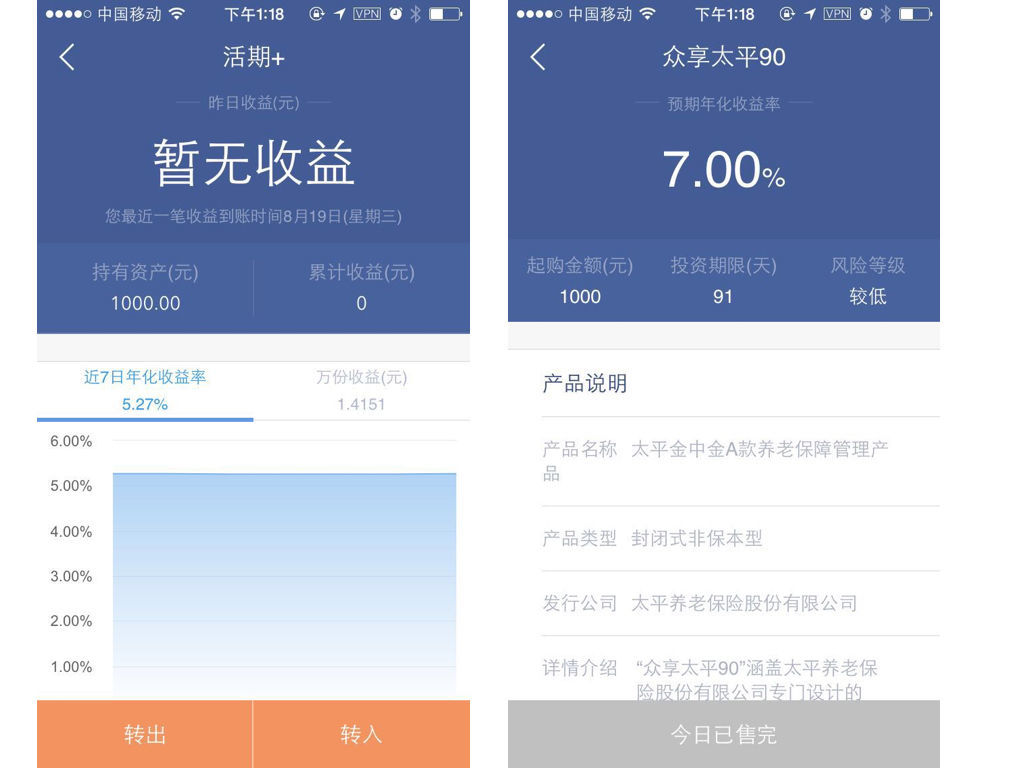 中国移动 下午1:18 VPN
活期+
昨日收益(元)
暂无收益
您最近一笔收益到账时间8月19日(星期三)
持有资产(元) 累计收益(元)
1000.00 0
近7日年化收益率 万份收益(元)
5.27% 1.4151
6.00%
5.00%
4.00%
3.00%
2.00%
1.00%
转出 转入
中国移动 下午1:18 VPN
众享太平90
预期年化收益率
7.00%
起购金额(元) 投资期限(天) 风险等级
1000 91 较低
产品说明
产品名称 太平金中金A款养老保障管理产
品
产品类型 封闭式非保本型
发行公司 太平养老保险股份有限公司
详情介绍 “众享太平90”涵盖太平养老保
险股份有限公司专门设计的
今日已售完